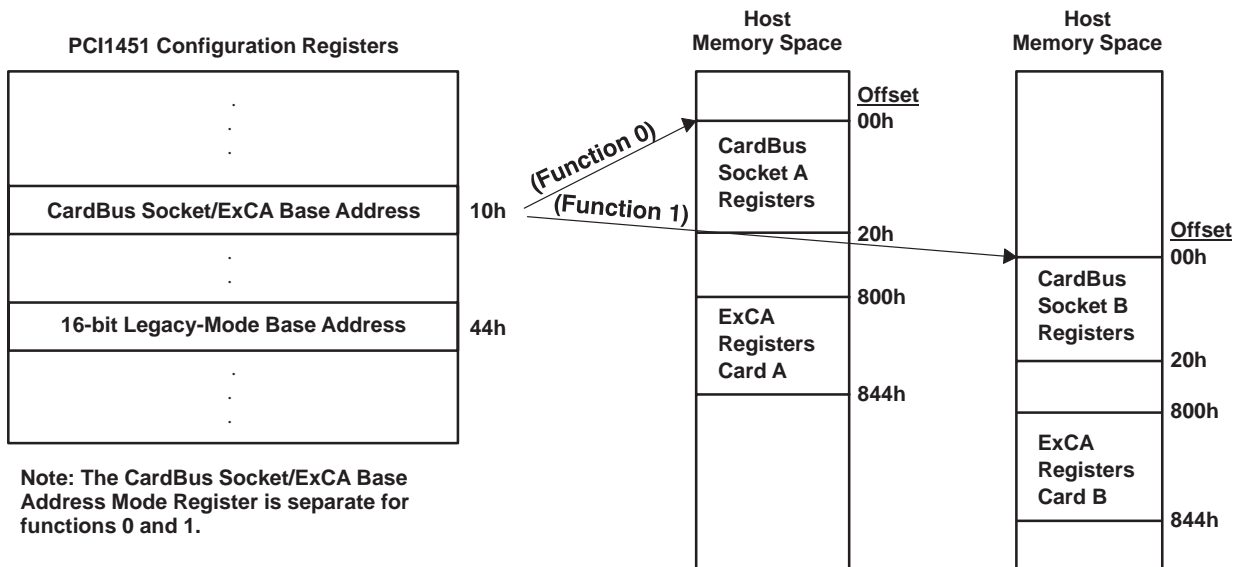 PCI1451 Configuration Registers
.
.
.
CardBus Socket/ExCA Base Address
10h
.
.
16-bit Legacy-Mode Base Address
44h
.
.
.
Note: The CardBus Socket/ExCA Base
Address Mode Register is separate for
functions 0 and 1.
(Function 0)
(Function 1)
Host
Memory Space
Offset
00h
CardBus
Socket A
Registers
20h
800h
ExCA
Registers
Card A
844h
Host
Memory Space
Offset
00h
CardBus
Socket B
Registers
20h
800h
ExCA
Registers
Card B
844h